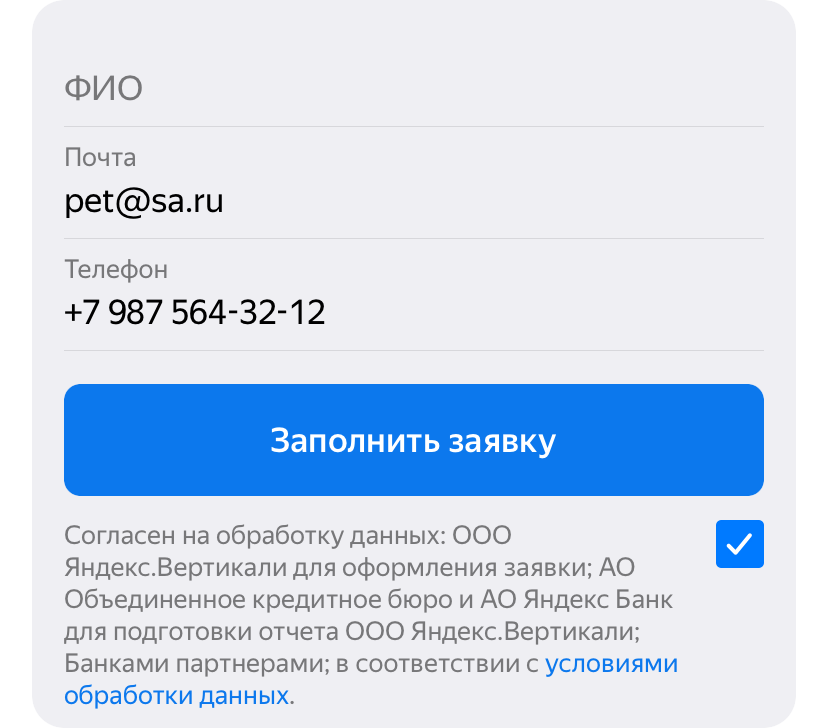 ФИО
Почта
pet@sa.ru
Телефон
+7 987 564-32-12
Заполнить заявку
Согласен на обработку данных: ООО
Яндекс.Вертикали для оформления заявки; АО
Объединенное кредитное бюро и АО Яндекс Банк
для подготовки отчета ООО Яндекс.Вертикали;
Банками партнерами; в соответствии с условиями
обработки данных.